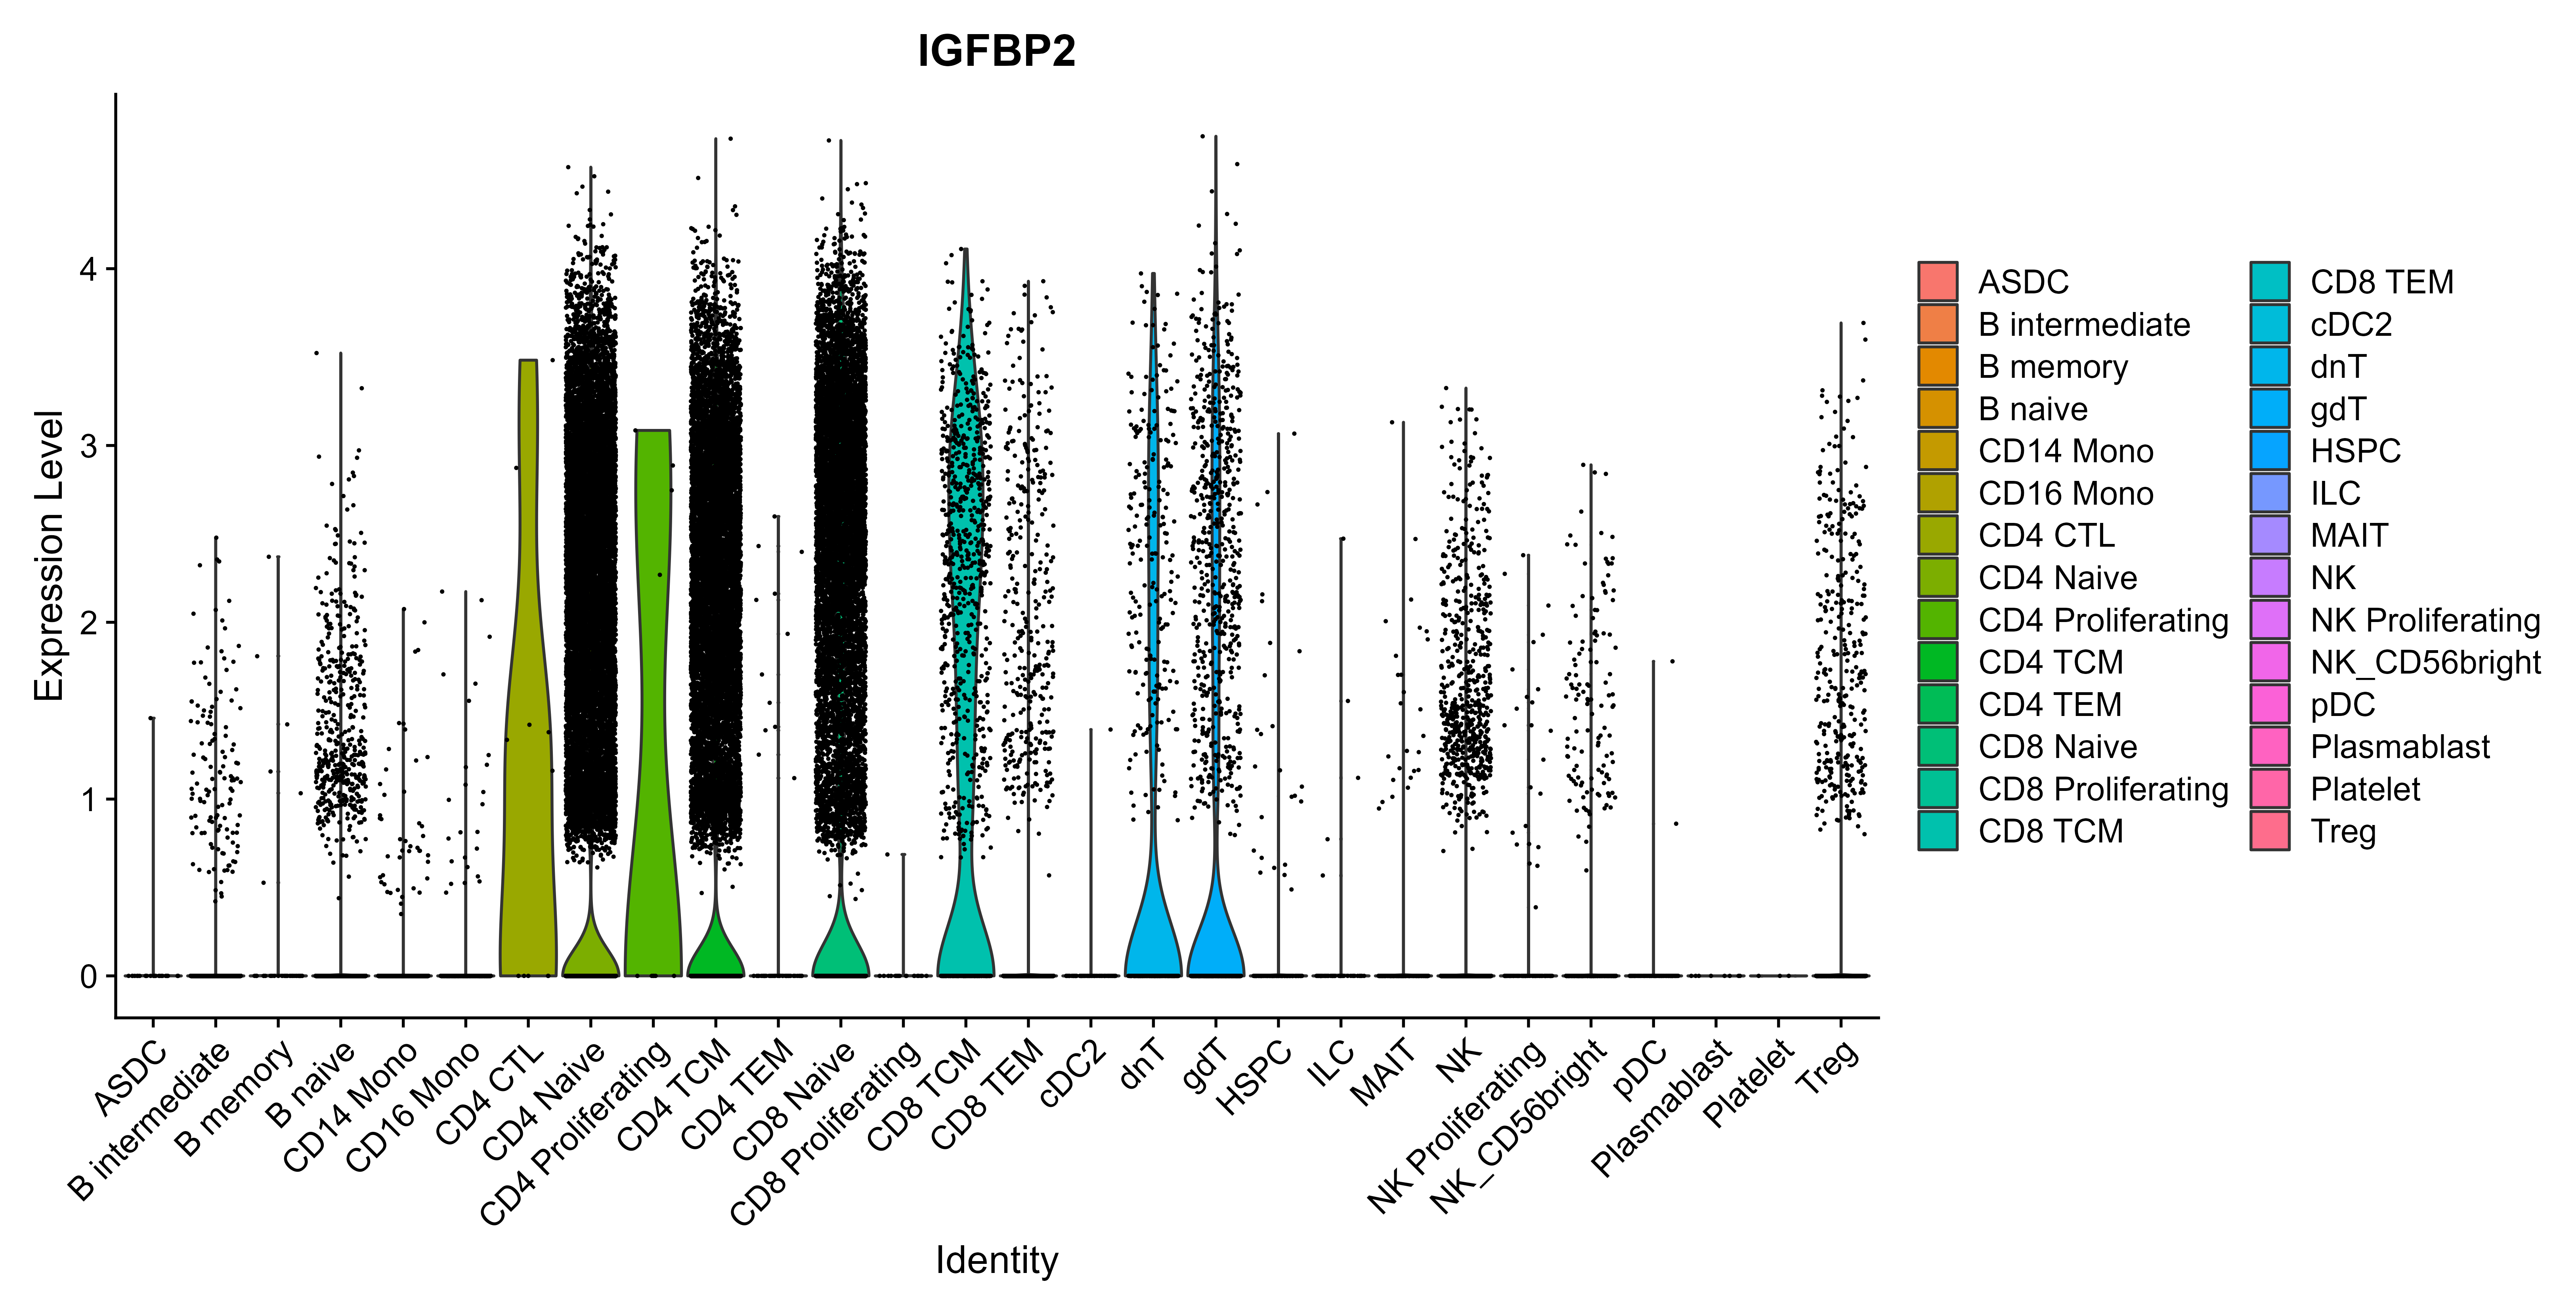 IGFBP2
Expression Level
4
3
2
1
0
ASDC
B intermediate
B memory
B naive
CD14 Mono
CD16 Mono
CD4 CTL
CD4 Naive
CD4 Proliferating
CD4 TCM
CD4 TEM
CD8 Naive
CD8 Proliferating
CD8 TCM
CD8 TEM
cDC2
dnT
gdT
HSPC
ILC
MAIT
NK
NK Proliferating
NK_CD56bright
pDC
Plasmablast
Platelet
Treg
Identity
ASDC
B intermediate
B memory
B naive
CD14 Mono
CD16 Mono
CD4 CTL
CD4 Naive
CD4 Proliferating
CD4 TCM
CD4 TEM
CD8 Naive
CD8 Proliferating
CD8 TCM
CD8 TEM
cDC2
dnT
gdT
HSPC
ILC
MAIT
NK
NK Proliferating
NK_CD56bright
pDC
Plasmablast
Platelet
Treg